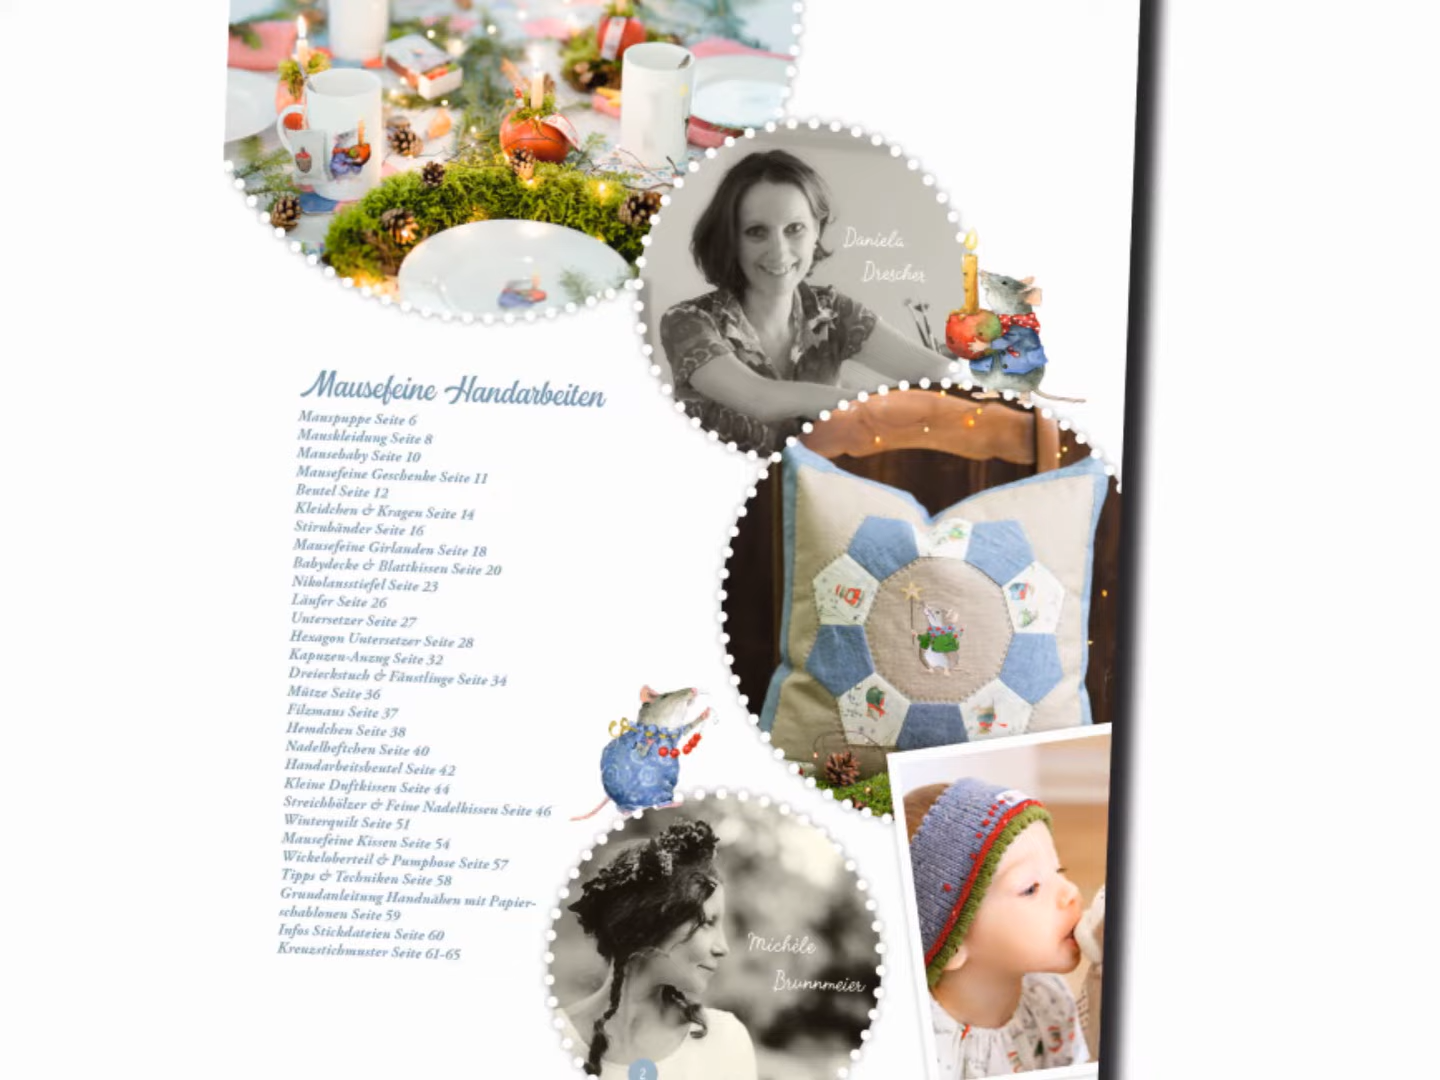 Daniela
Drescher
Mausefeine Handarbeiten
Mauspuppe Seite 6
Mauskleidung Seite 8
Mausebaby Seite 10
Mausefeine Geschenke Seite 11
Beutel Seite 12
Kleidchen & Kragen Seite 14
Stirnbänder Seite 16
Mausefeine Girlanden Seite 18
Babydecke & Blattkissen Seite 20
Nikolausstiefel Seite 23
Läufer Seite 26
Untersetzer Seite 27
Hexagon Untersetzer Seite 28
Kapuzen-Anzug Seite 32
Dreieckstuch & Fäustlinge Seite 34
Mütze Seite 36
Filzmaus Seite 37
Hemdchen Seite 38
Nadelheftchen Seite 40
Handarbeitsbeutel Seite 42
Kleine Duftkissen Seite 44
Streichhölzer & Feine Nadelkissen Seite 46
Winterquilt Seite 51
Mausefeine Kissen Seite 54
Wickeloberteil & Pumphose Seite 57
Tipps & Techniken Seite 58
Grundanleitung Handnähen mit Papier-
schablonen Seite 59
Infos Stickdateien Seite 60
Kreuzstichmuster Seite 61-65
Michèle
Brunnmeier
2